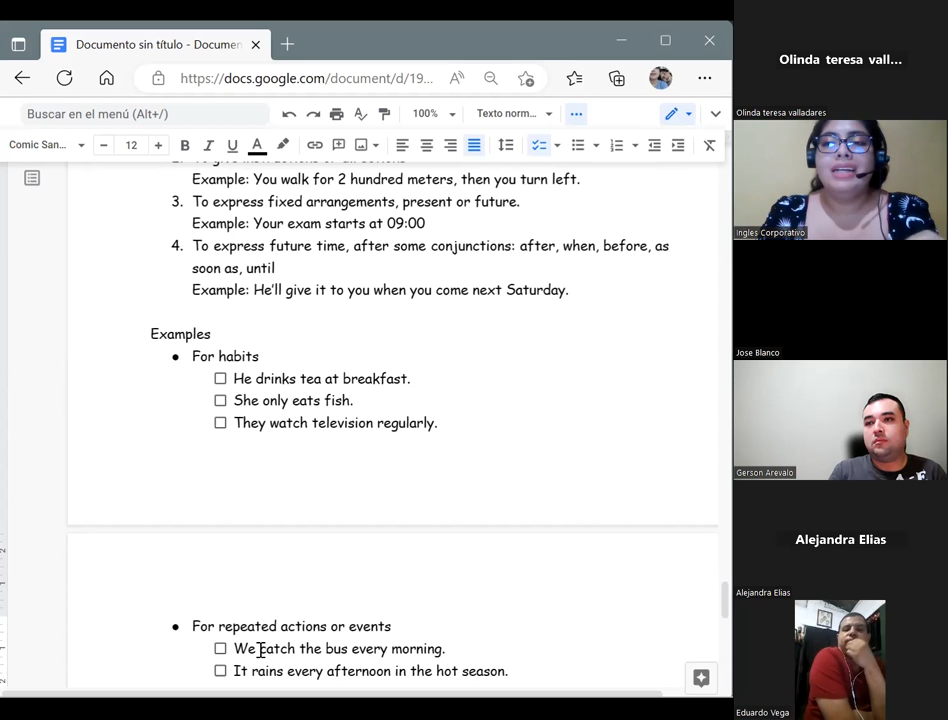 Documento sin título - Documen
https://docs.google.com/document/d/19...
Buscar en el menú (Alt+/)
100%
Texto norm...
Comic San...
12
Example: You walk for 2 hundred meters, then you turn left.
3. To express fixed arrangements, present or future.
Example: Your exam starts at 09:00
4. To express future time, after some conjunctions: after, when, before, as
soon as, until
Example: He'll give it to you when you come next Saturday.
Examples
For habits
He drinks tea at breakfast.
She only eats fish.
They watch television regularly.
For repeated actions or events
We catch the bus every morning.
It rains every afternoon in the hot season.
Olinda teresa vall...
Olinda teresa valladares
Ingles Corporativo
Jose Blanco
Gerson Arevalo
Alejandra Elias
Alejandra Elias
Eduardo Vega